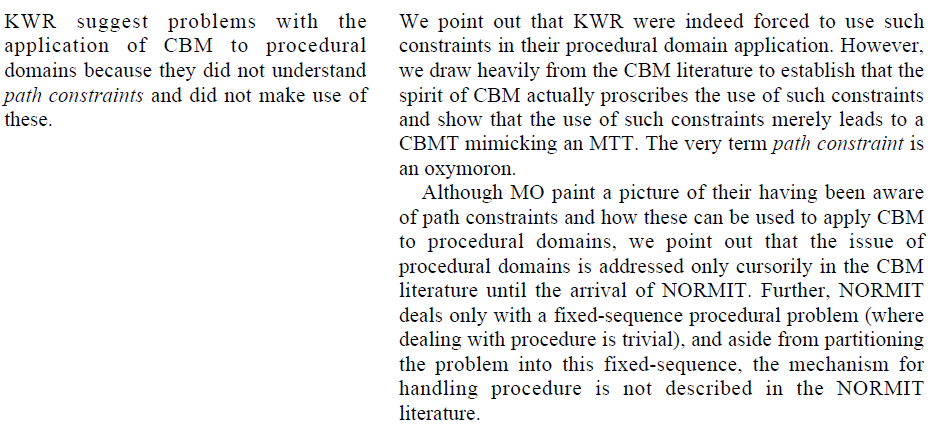 KWR suggest problems with the
application of CBM to procedural
domains because they did not understand
path constraints and did not make use of
these.
We point out that KWR were indeed forced to use such
constraints in their procedural domain application. However,
we draw heavily from the CBM literature to establish that the
spirit of CBM actually proscribes the use of such constraints
and show that the use of such constraints merely leads to a
CBMT mimicking an MTT. The very term path constraint is
an oxymoron.
Although MO paint a picture of their having been aware
of path constraints and how these can be used to apply CBM
to procedural domains, we point out that the issue of
procedural domains is addressed only cursorily in the CBM
literature until the arrival of NORMIT. Further, NORMIT
deals only with a fixed-sequence procedural problem (where
dealing with procedure is trivial), and aside from partitioning
the problem into this fixed-sequence, the mechanism for
handling procedure is not described in the NORMIT
literature.